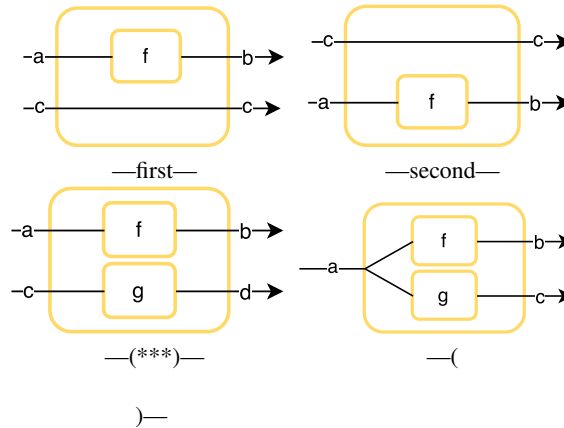 a f b
c c
—first—
c c
a f b
—second—
a f b
c g d
—(***)—
f b
a
g c
—(
)—